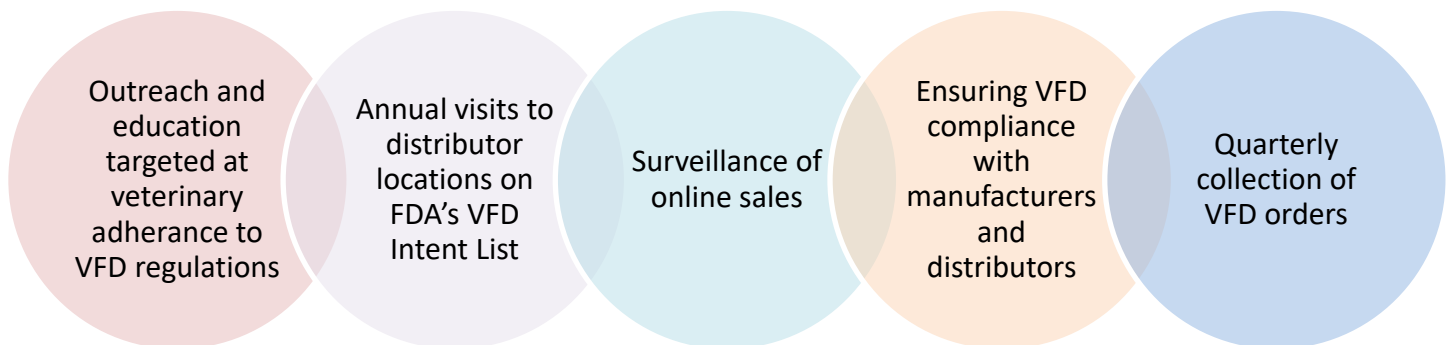 Outreach and
education
targeted at
veterinary
adherance to
VFD regulations
Annual visits to
distributor
locations on
FDA's VFD
Intent List
Surveillance of
online sales
Ensuring VFD
compliance
with
manufacturers
and
distributors
Quarterly
collection of
VFD orders